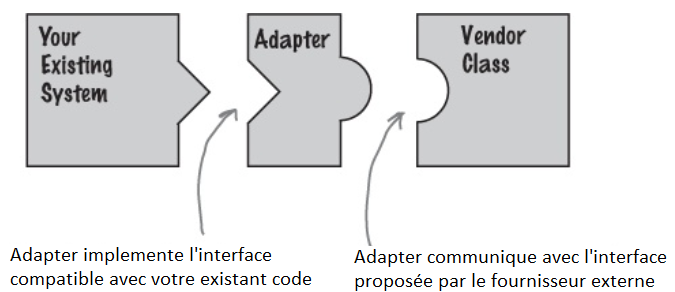 Your
Existing
System
Adapter
Vendor
Class
Adapter implemente l'interface
compatible avec votre existant code
Adapter communique avec l'interface
proposée par le fournisseur externe